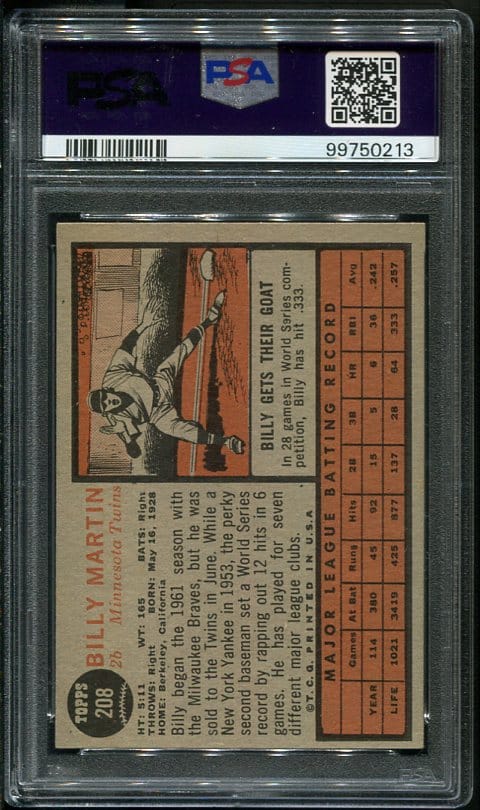 PSA
PSA
99750213
TOPPS
208
BILLY MARTIN
2b Minnesota Twins
HT: 5:11 WT: 165 BATS: Right
THROWS: Right BORN: May 16, 1928
HOME: Berkeley, California
Billy began the 1961 season with
the Milwaukee Braves, but he was
sold to the Twins in June. While a
New York Yankee in 1953, the perky
second baseman set a World Series
record by rapping out 12 hits in 6
games. He has played for seven
different major league clubs.
©T.C.G. PRINTED IN U.S.A
BILLY GETS THEIR GOAT
In 28 games in World Series com-
petition, Billy has hit .333.
MAJOR LEAGUE BATTING RECORD
Games At Bat Runs Hits 2B 3B HR RBI Avg
YEAR 114 380 45 92 15 5 6 36 .242
LIFE 1021 3419 425 877 137 28 64 333 .257
PSA